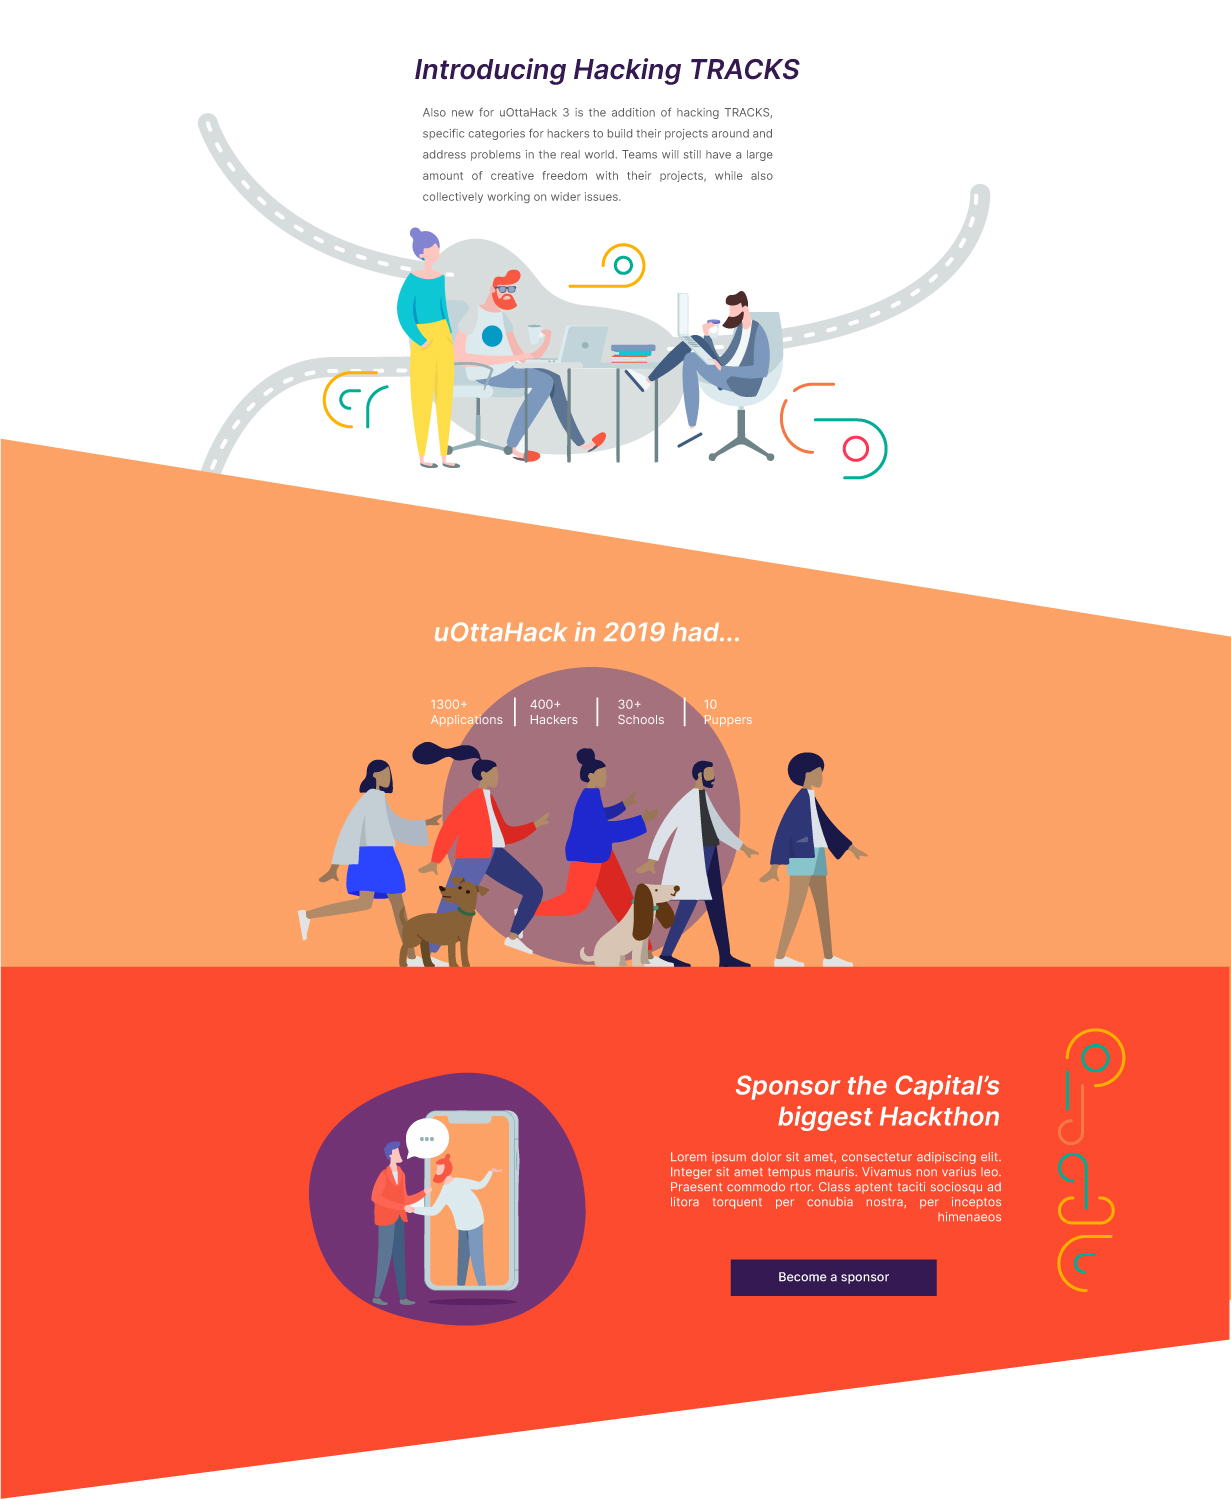 Introducing Hacking TRACKS
Also new for uOttaHack 3 is the addition of hacking TRACKS,
specific categories for hackers to build their projects around and
address problems in the real world. Teams will still have a large
amount of creative freedom with their projects, while also
collectively working on wider issues.
uOttaHack in 2019 had...
1300+
Applications
400+
Hackers
30+
Schools
10
Puppers
Sponsor the Capital's
biggest Hackthon
Lorem ipsum dolor sit amet, consectetur adipiscing elit.
Integer sit amet tempus mauris. Vivamus non varius leo.
Praesent commodo rtor. Class aptent taciti sociosqu ad
litora torquent per conubia nostra, per inceptos
himenaeos
Become a sponsor